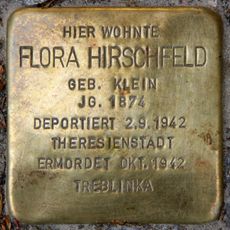 HIER WOHNTE
FLORA HIRSCHFELD
GEB. KLEIN
JG. 1874
DEPORTIERT 2.9.1942
THERESIENSTADT
ERMORDET OKT. 1942
TREBLINKA